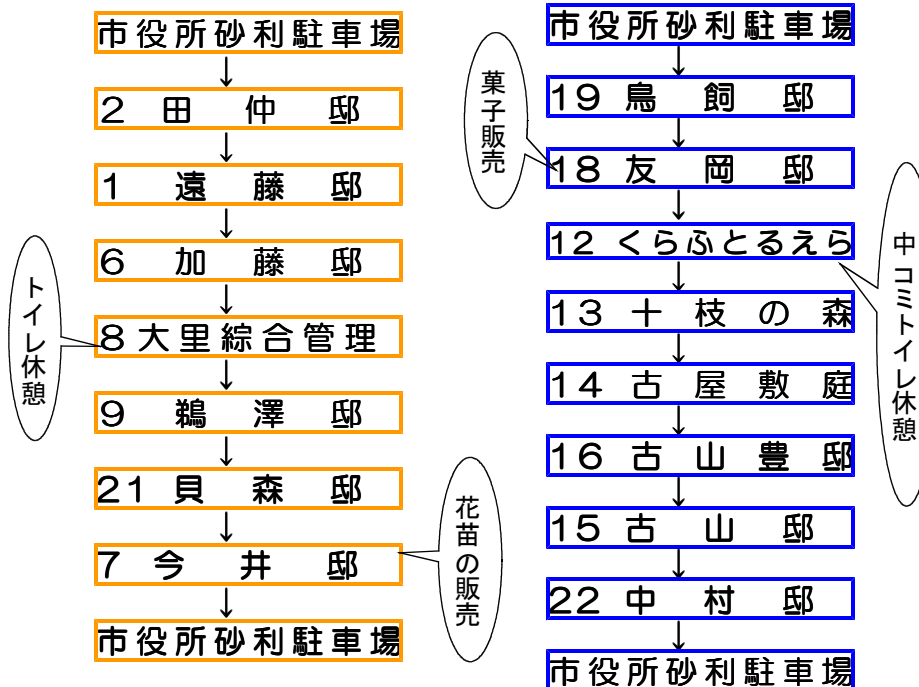 市役所砂利駐車場
↓
2 田 仲 邸
↓
1 遠 藤 邸
↓
6 加 藤 邸
↓
8 大里綜合管理
トイレ休憩
↓
9 鵜 澤 邸
↓
21 貝 森 邸
↓
7 今 井 邸
花苗の販売
↓
市役所砂利駐車場
市役所砂利駐車場
↓
19 鳥 飼 邸
↓
18 友 岡 邸
菓子販売
↓
12 くらふとるえら
中コミトイレ休憩
↓
13 十 枝 の 森
↓
14 古 屋 敷 庭
↓
16 古 山 豊 邸
↓
15 古 山 邸
↓
22 中 村 邸
↓
市役所砂利駐車場